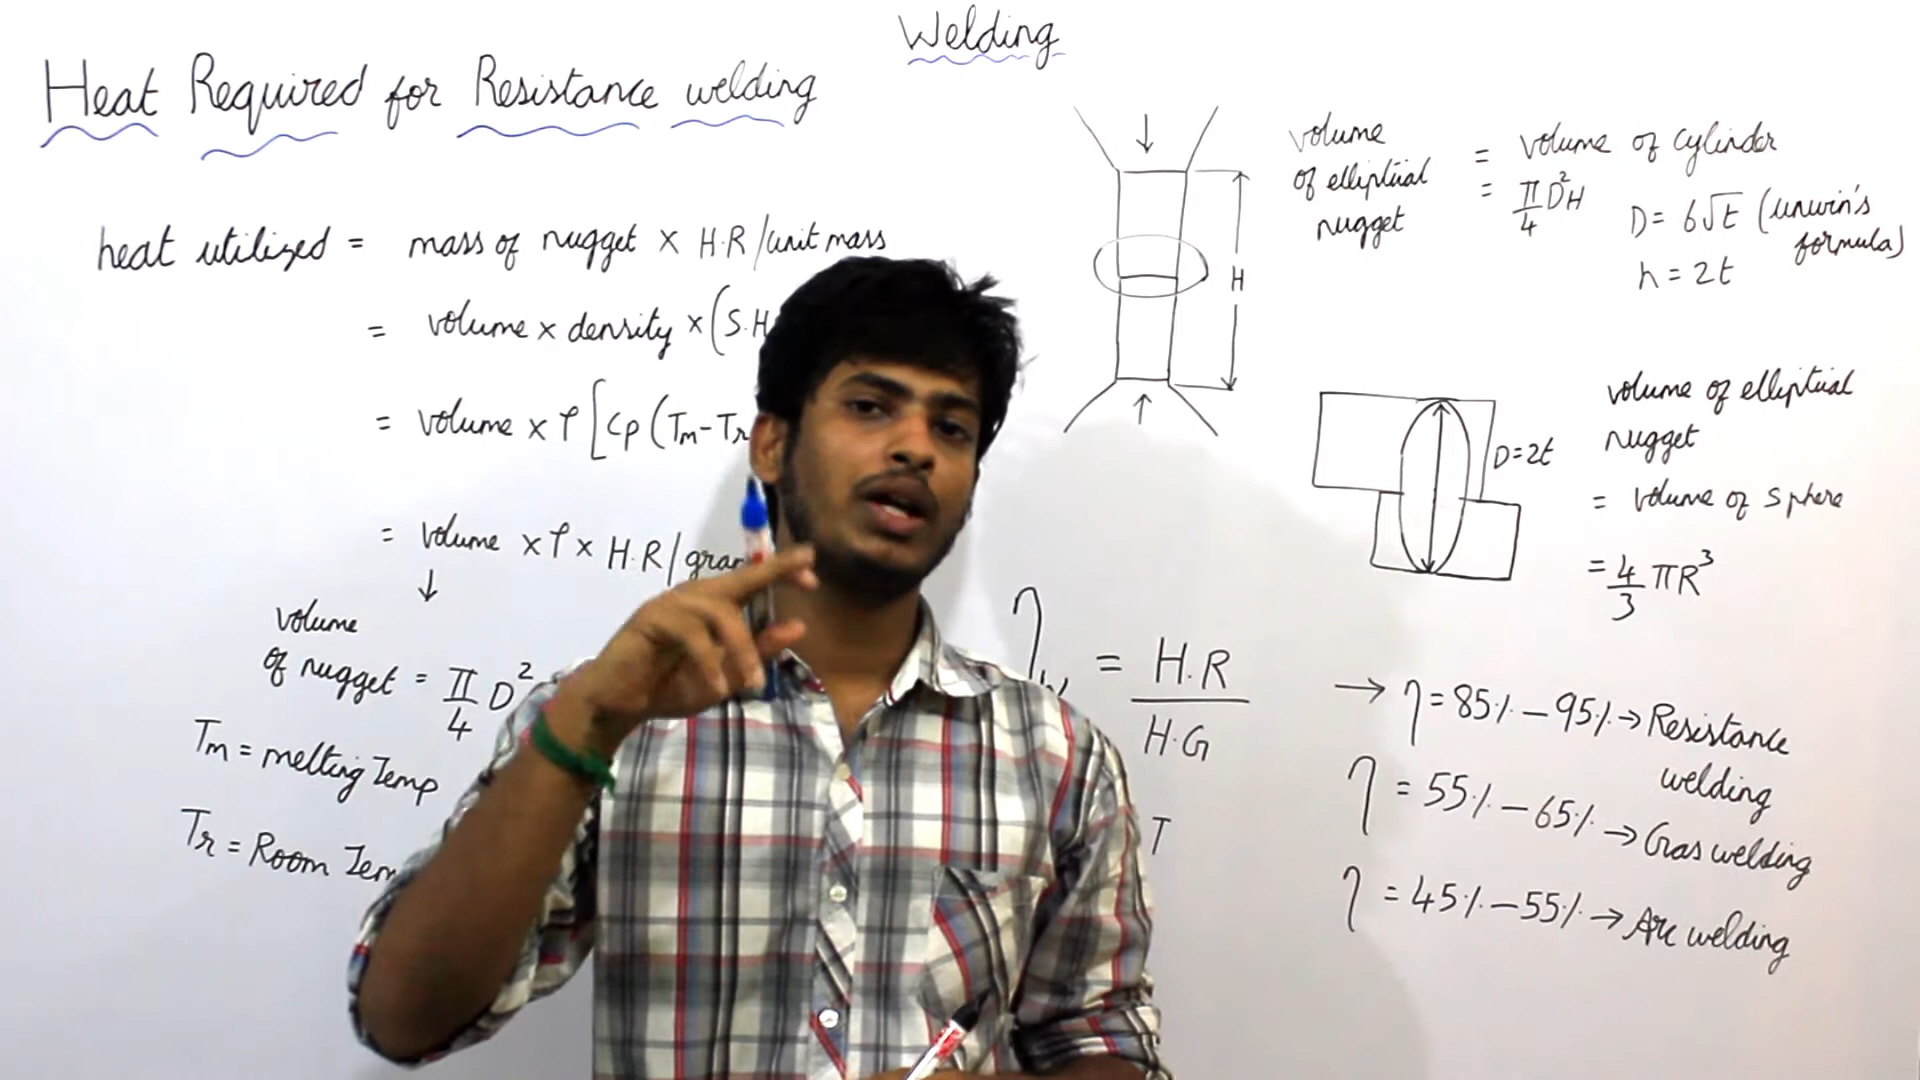 Welding
Heat Required for Resistance welding
heat utilized = mass of nugget × H.R/unit mass
= volume × density × (S.H
= volume × ρ [Cp (Tm-Tr
= volume × ρ × H.R/gram
↓
volume
of nugget = π/4 D²
Tm = melting Temp
Tr = Room Tem
H
volume
of elliptical
nugget
= volume of cylinder
= π/4 D²H
D = 6√t (unwin's
formula)
h = 2t
D=2t
volume of elliptical
nugget
= volume of sphere
= 4/3 πR³
η = H.R
H.G
T
→ η = 85% – 95% → Resistance
welding
η = 55% – 65% → Gas welding
η = 45% – 55% → Arc welding